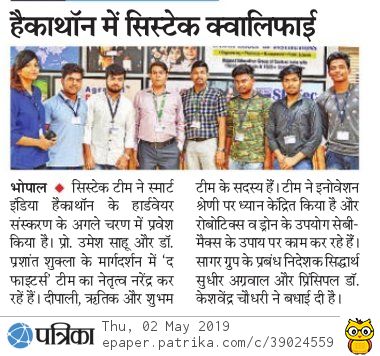 हैकाथॉन में सिस्टेक क्वालिफाई
भोपाल ◆ सिस्टेक टीम ने स्मार्ट
इंडिया हैकाथॉन के हार्डवेयर
संस्करण के अगले चरण में प्रवेश
किया है। प्रो. उमेश साहू और डॉ.
प्रशांत शुक्ला के मार्गदर्शन में 'द
फाइटर्स' टीम का नेतृत्व नरेंद्र कर
रहें हैं। दीपाली, ऋतिक और शुभम
टीम के सदस्य हैं। टीम ने इनोवेशन
श्रेणी पर ध्यान केंद्रित किया है और
रोबोटिक्स व ड्रोन के उपयोग सेबी-
मैक्स के उपाय पर काम कर रहे हैं।
सागर ग्रुप के प्रबंध निदेशक सिद्धार्थ
सुधीर अग्रवाल और प्रिंसिपल डॉ.
केशवेंद्र चौधरी ने बधाई दी है।
पत्रिका
Thu, 02 May 2019
epaper.patrika.com/c/39024559